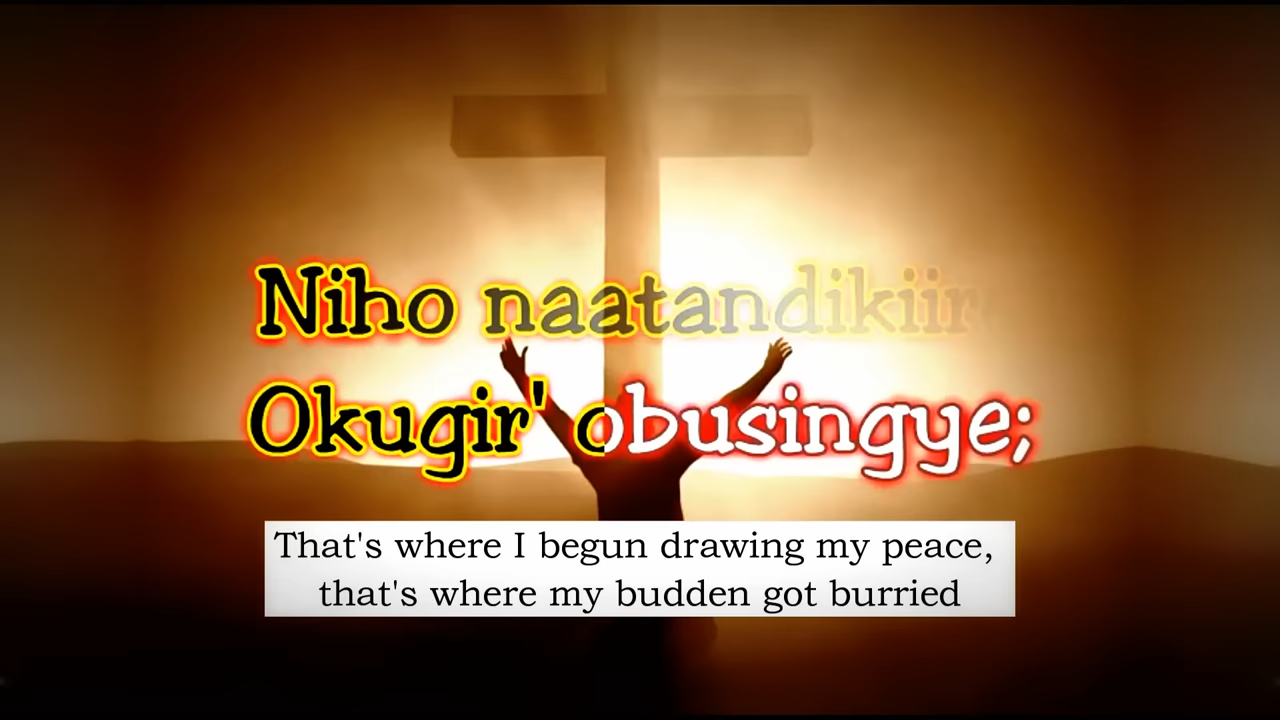 Niho naatandikiir
Okugir' obusingye;
That's where I begun drawing my peace,
that's where my budden got burried